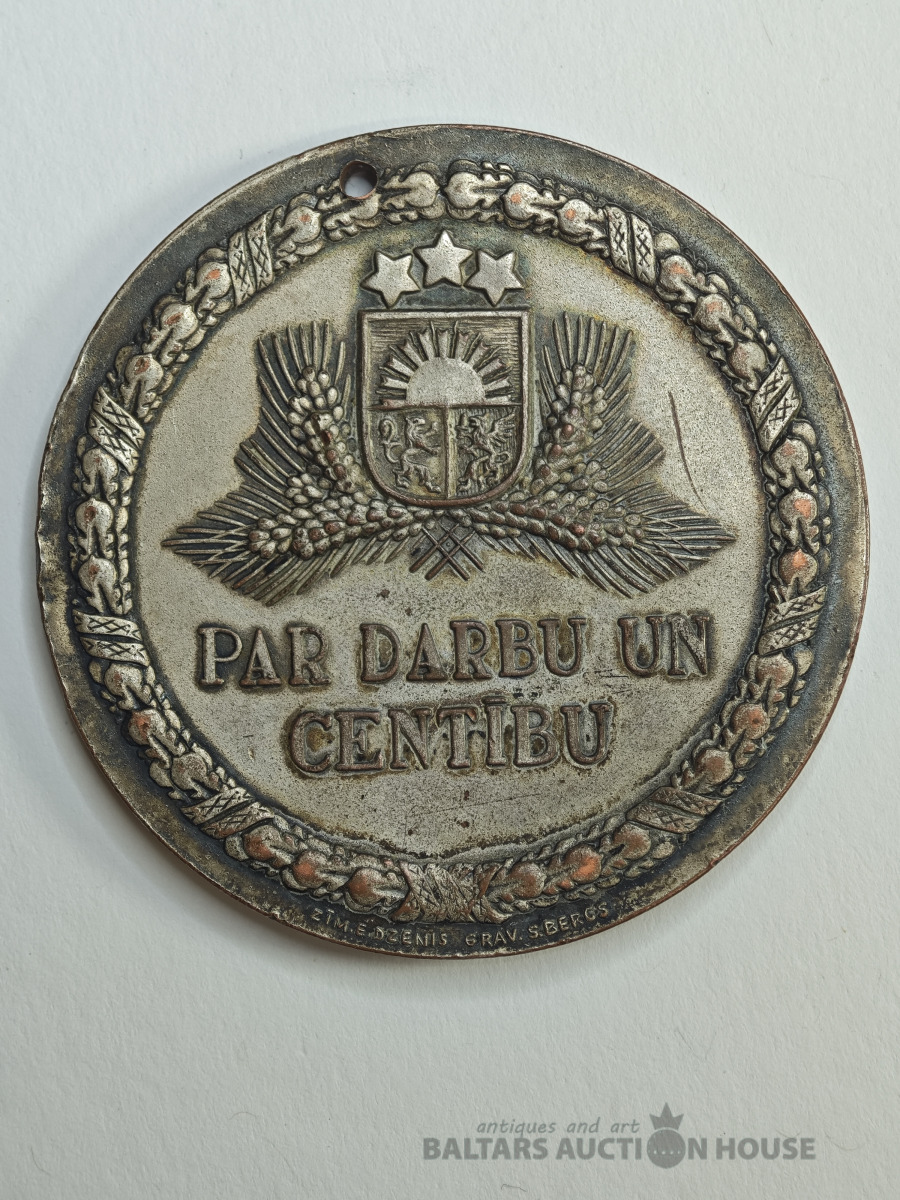 PAR DARBU UN
CENTĪBU
ZĪM. E. DZENIS GRAV. S. BERGS
antiques and art
BALTARS AUCTION HOUSE